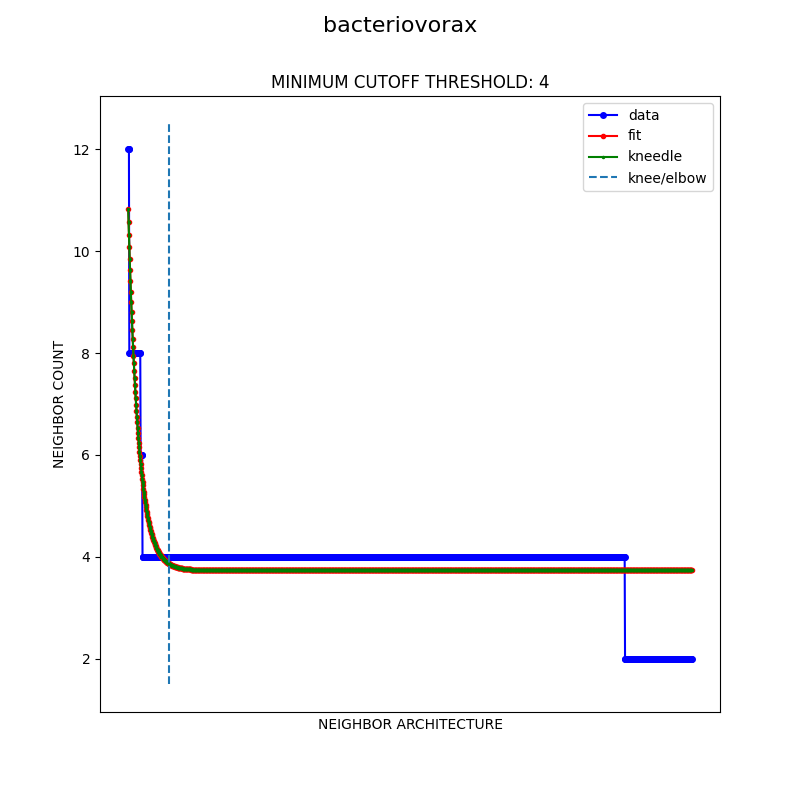 bacteriovorax
MINIMUM CUTOFF THRESHOLD: 4
data
fit
kneedle
knee/elbow
12
10
8
6
4
2
NEIGHBOR COUNT
NEIGHBOR ARCHITECTURE